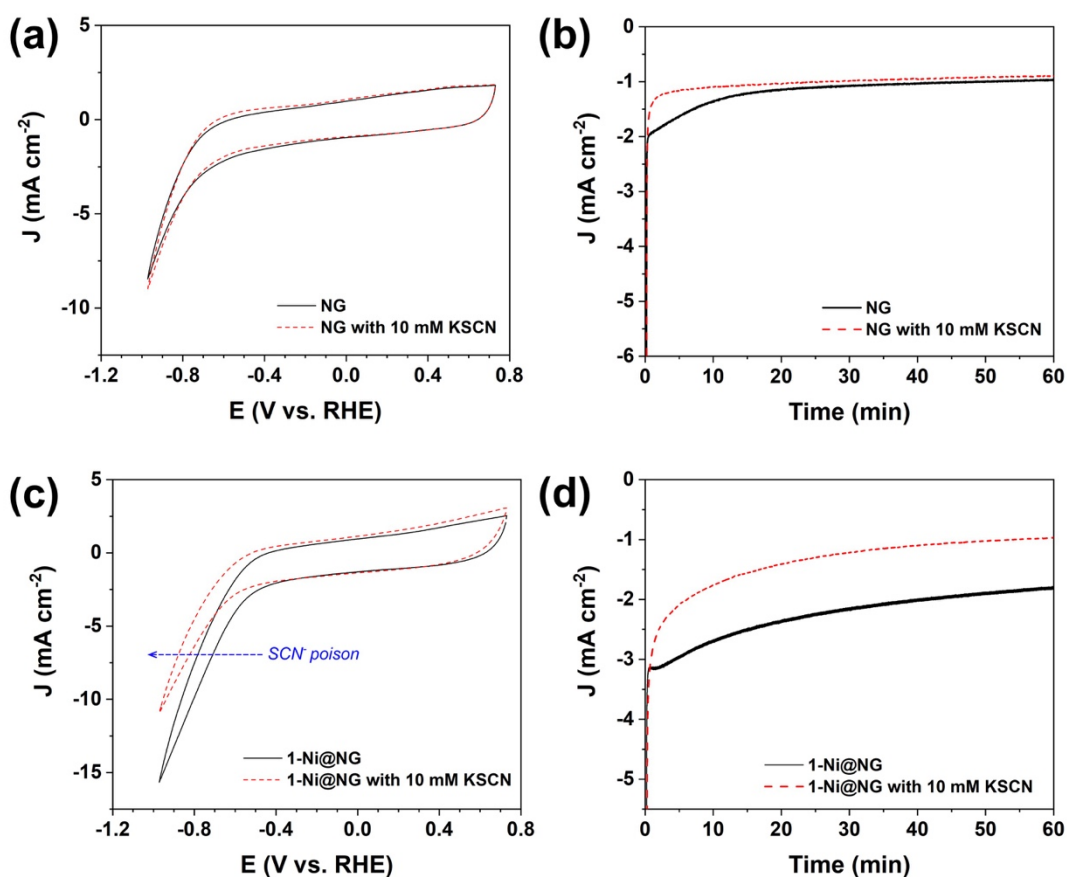 (a)
5
0
-5
-10
J (mA cm-2)
NG
NG with 10 mM KSCN
-1.2 -0.8 -0.4 0.0 0.4 0.8
E (V vs. RHE)
(b)
0
-1
-2
-3
-4
-5
-6
J (mA cm-2)
NG
NG with 10 mM KSCN
0 10 20 30 40 50 60
Time (min)
(c)
5
0
-5
-10
-15
J (mA cm-2)
SCN- poison
1-Ni@NG
1-Ni@NG with 10 mM KSCN
-1.2 -0.8 -0.4 0.0 0.4 0.8
E (V vs. RHE)
(d)
0
-1
-2
-3
-4
-5
J (mA cm-2)
1-Ni@NG
1-Ni@NG with 10 mM KSCN
0 10 20 30 40 50 60
Time (min)